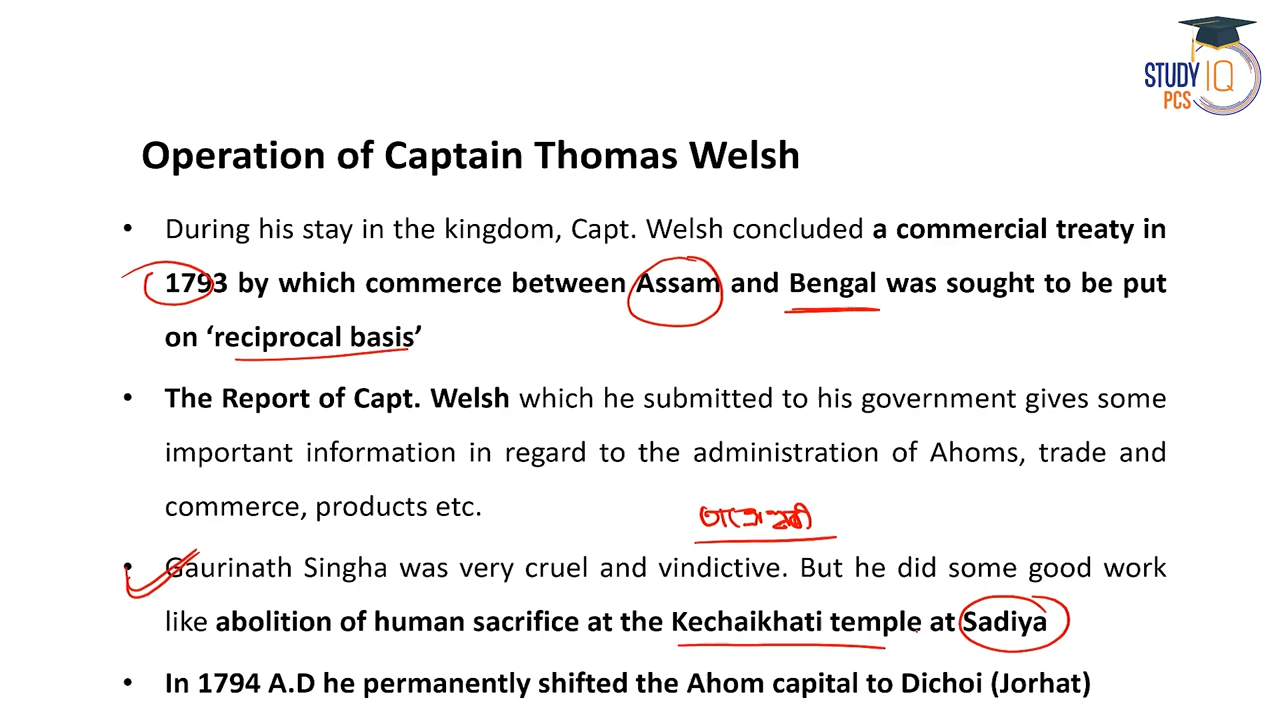 STUDY IQ
PCS
Operation of Captain Thomas Welsh
• During his stay in the kingdom, Capt. Welsh concluded a commercial treaty in
1793 by which commerce between Assam and Bengal was sought to be put
on ‘reciprocal basis’
• The Report of Capt. Welsh which he submitted to his government gives some
important information in regard to the administration of Ahoms, trade and
commerce, products etc.
• Gaurinath Singha was very cruel and vindictive. But he did some good work
like abolition of human sacrifice at the Kechaikhati temple at Sadiya
• In 1794 A.D he permanently shifted the Ahom capital to Dichoi (Jorhat)